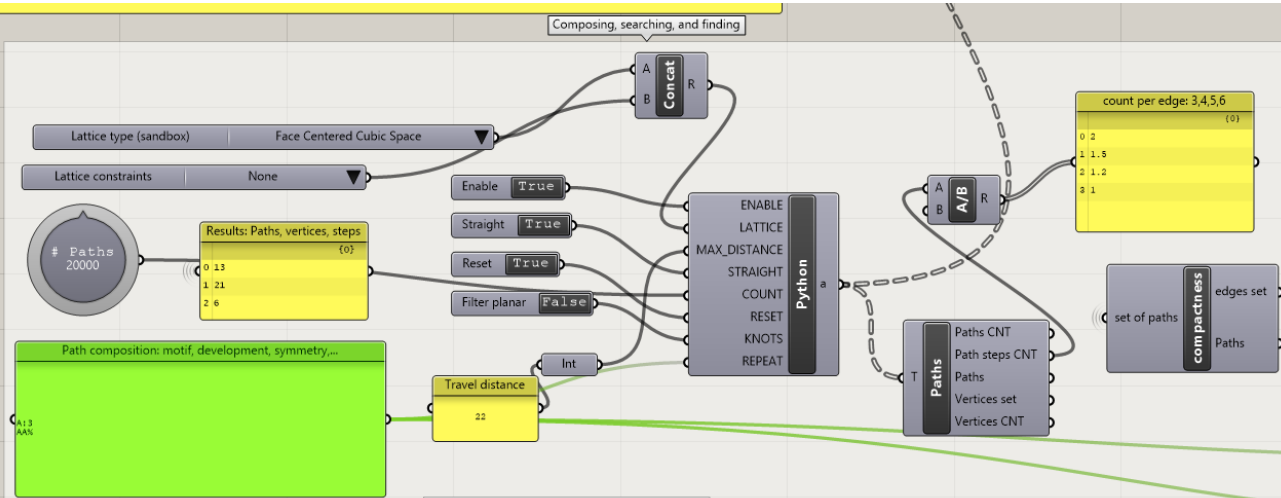 Composing, searching, and finding
A
B
Concat
R
Lattice type (sandbox) Face Centered Cubic Space
Lattice constraints None
# Paths
20000
Results: Paths, vertices, steps
{0}
0 13
1 21
2 6
Enable True
Straight True
Reset True
Filter planar False
ENABLE
LATTICE
MAX_DISTANCE
STRAIGHT
COUNT
RESET
KNOTS
REPEAT
Python
a
Path composition: motif, development, symmetry,...
A:3
AA%
Travel distance
22
Int
A
B
A/B
R
count per edge: 3,4,5,6
{0}
0 2
1 1.5
2 1.2
3 1
T
Paths
Paths CNT
Path steps CNT
Paths
Vertices set
Vertices CNT
set of paths
compactness
edges set
Paths